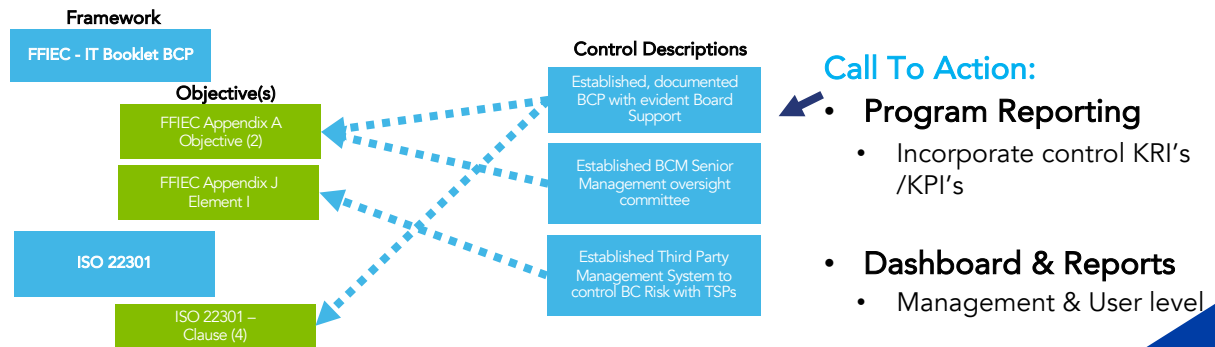 Framework
FFIEC - IT Booklet BCP
Objective(s)
FFIEC Appendix A
Objective (2)
FFIEC Appendix J
Element I
ISO 22301
ISO 22301 –
Clause (4)
Control Descriptions
Established, documented
BCP with evident Board
Support
Established BCM Senior
Management oversight
committee
Established Third Party
Management System to
control BC Risk with TSPs
Call To Action:
• Program Reporting
• Incorporate control KRI's
/KPI's
• Dashboard & Reports
• Management & User level